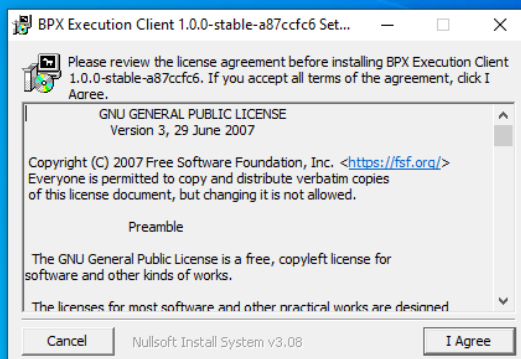 BPX Execution Client 1.0.0-stable-a87ccfc6 Set...
Please review the license agreement before installing BPX Execution Client
1.0.0-stable-a87ccfc6. If you accept all terms of the agreement, click I
Agree.
GNU GENERAL PUBLIC LICENSE
Version 3, 29 June 2007
Copyright (C) 2007 Free Software Foundation, Inc. <https://fsf.org/>
Everyone is permitted to copy and distribute verbatim copies
of this license document, but changing it is not allowed.
Preamble
The GNU General Public License is a free, copyleft license for
software and other kinds of works.
The licenses for most software and other practical works are designed
Cancel
Nullsoft Install System v3.08
I Agree